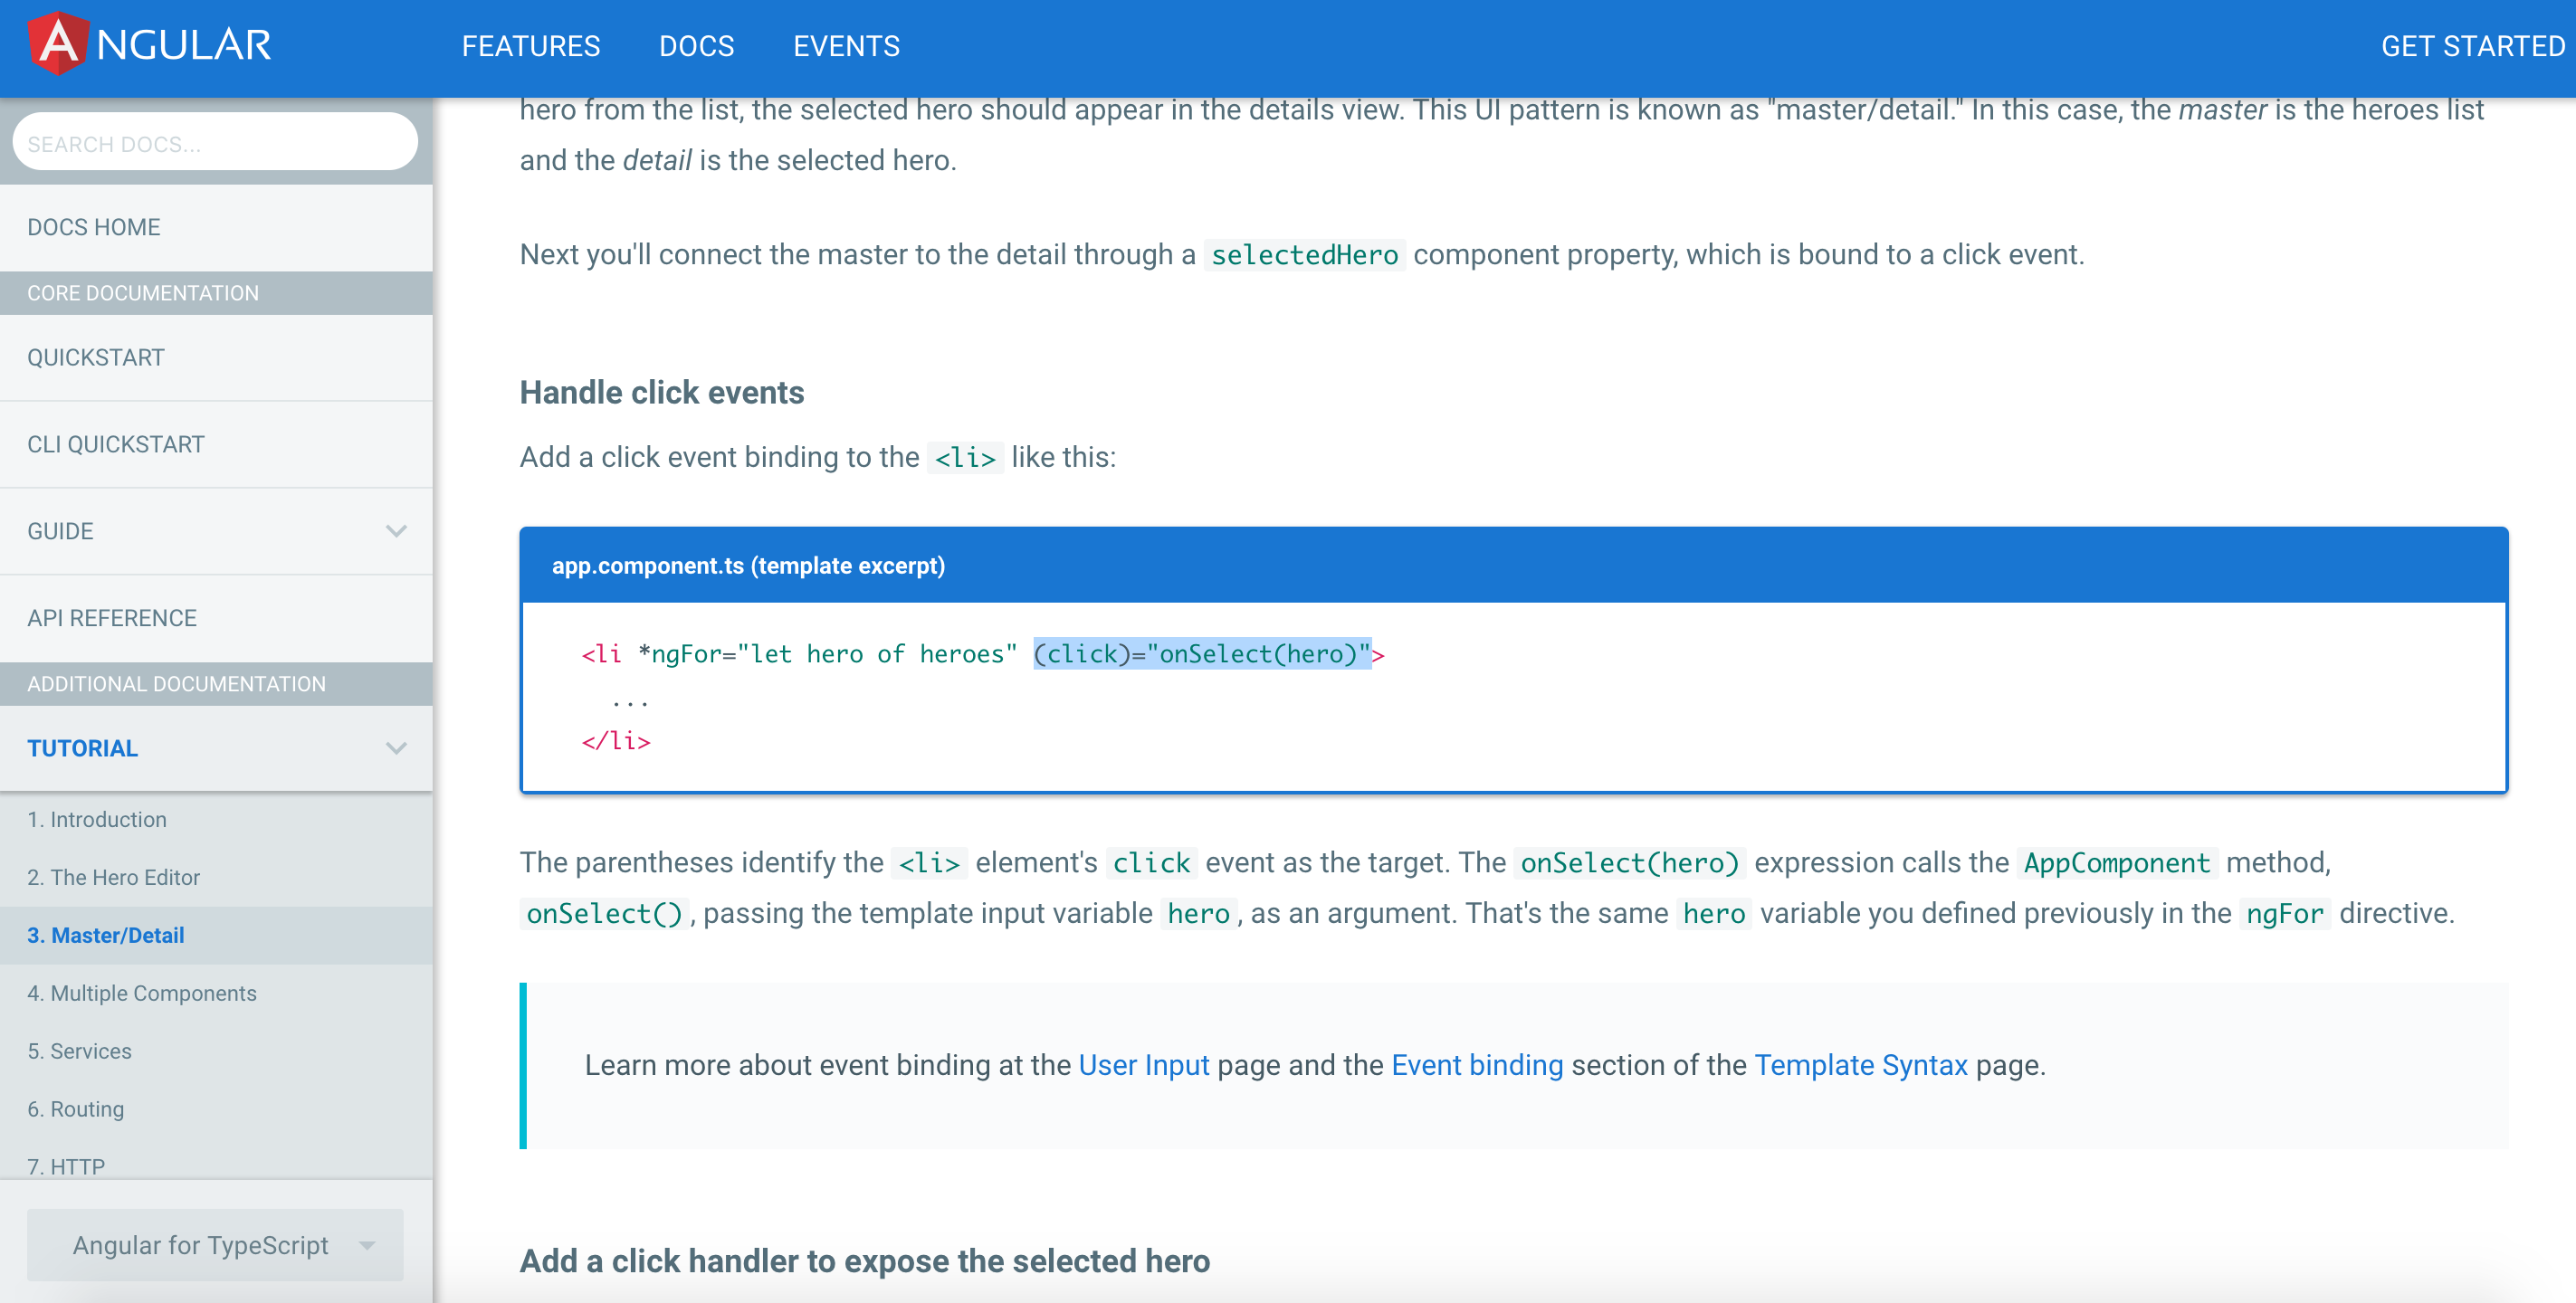 ANGULAR
FEATURES
DOCS
EVENTS
GET STARTED
SEARCH DOCS...
DOCS HOME
CORE DOCUMENTATION
QUICKSTART
CLI QUICKSTART
GUIDE
API REFERENCE
ADDITIONAL DOCUMENTATION
TUTORIAL
1. Introduction
2. The Hero Editor
3. Master/Detail
4. Multiple Components
5. Services
6. Routing
7. HTTP
Angular for TypeScript
hero from the list, the selected hero should appear in the details view. This UI pattern is known as "master/detail." In this case, the master is the heroes list
and the detail is the selected hero.
Next you'll connect the master to the detail through a selectedHero component property, which is bound to a click event.
Handle click events
Add a click event binding to the <li> like this:
app.component.ts (template excerpt)
<li *ngFor="let hero of heroes" (click)="onSelect(hero)">
...
</li>
The parentheses identify the <li> element's click event as the target. The onSelect(hero) expression calls the AppComponent method,
onSelect(), passing the template input variable hero, as an argument. That's the same hero variable you defined previously in the ngFor directive.
Learn more about event binding at the User Input page and the Event binding section of the Template Syntax page.
Add a click handler to expose the selected hero